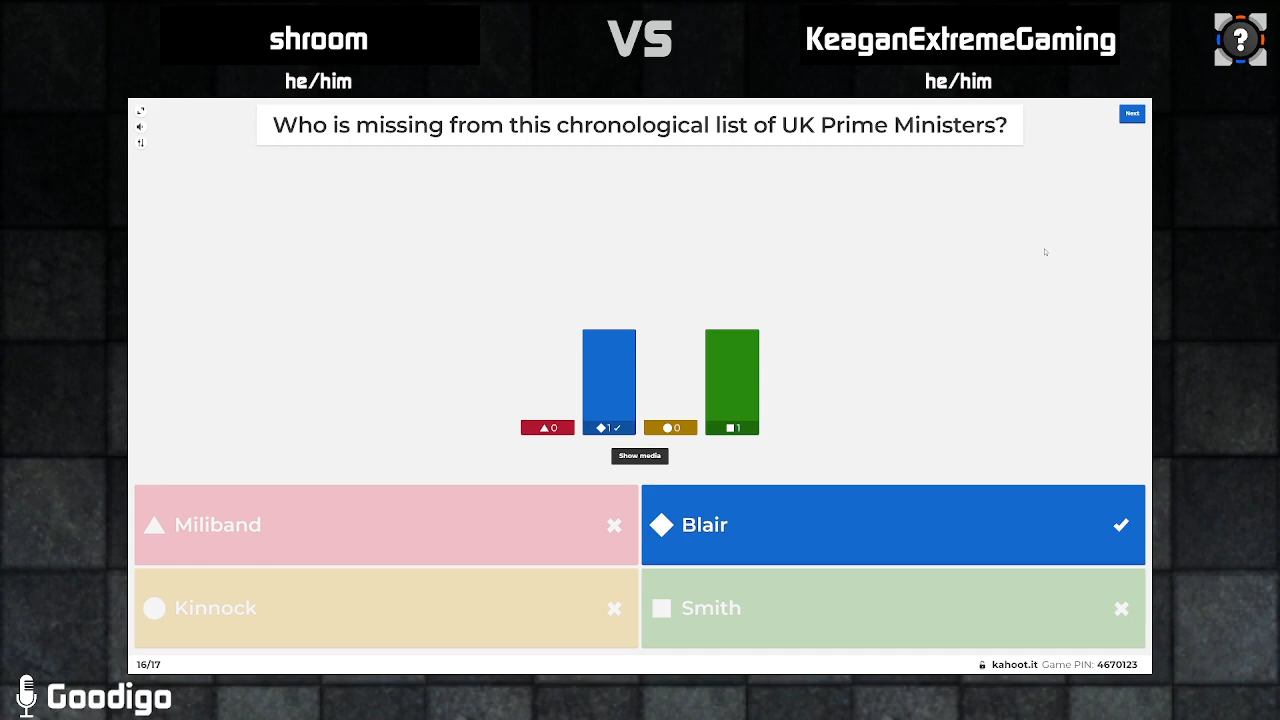 shroom
VS
KeaganExtremeGaming
?
he/him
he/him
Who is missing from this chronological list of UK Prime Ministers?
Next
0
1
0
1
Show media
Miliband
Blair
Kinnock
Smith
16/17
kahoot.it Game PIN: 4670123
Goodigo